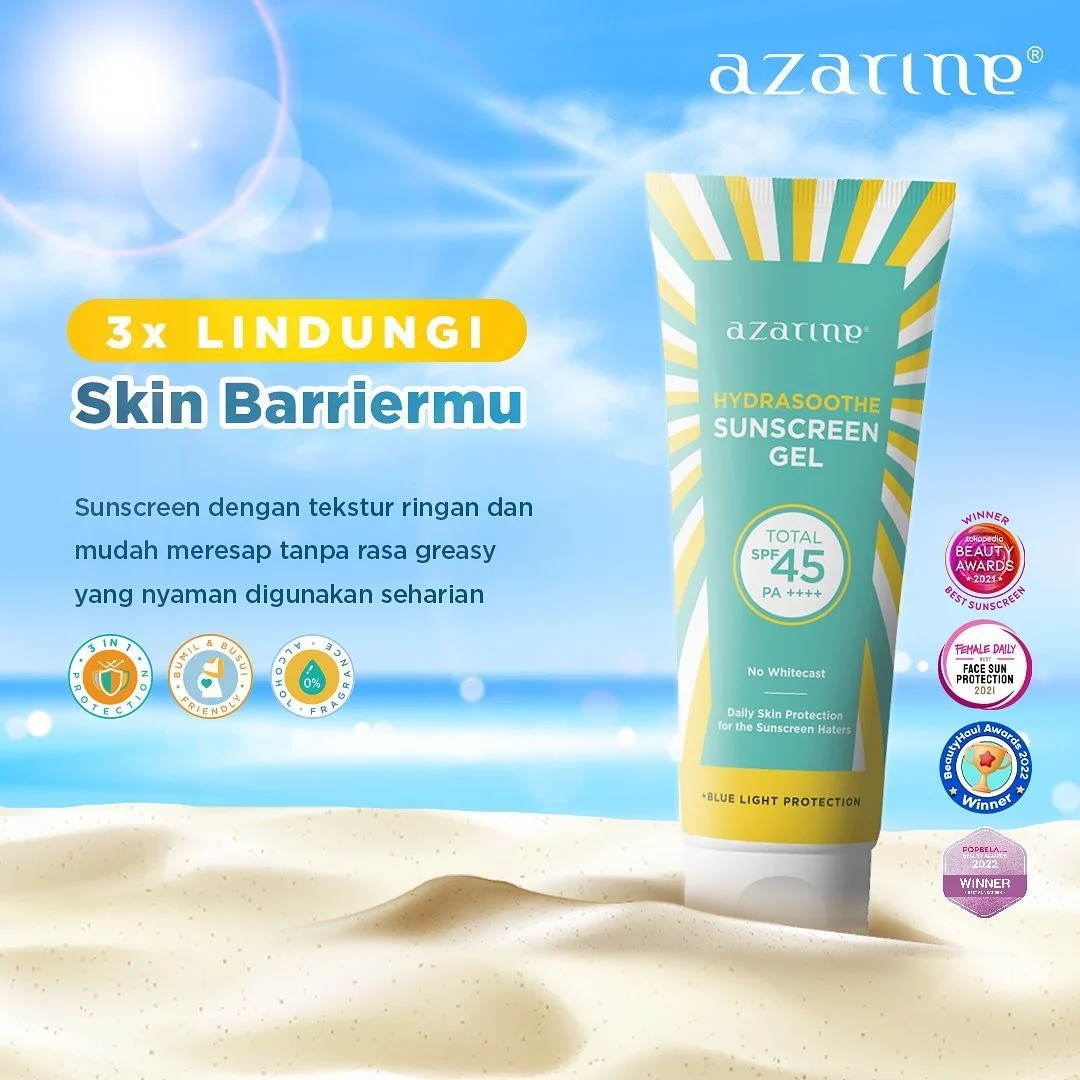 azarine®
3x LINDUNGI
Skin Barriermu
Sunscreen dengan tekstur ringan dan
mudah meresap tanpa rasa greasy
yang nyaman digunakan seharian
3 IN 1
PROTECTION
BUMIL & BUSUI
FRIENDLY
ALCOHOL
FRAGRANCE
0%
azarine®
HYDRASOOTHE
SUNSCREEN
GEL
TOTAL
SPF 45
PA ++++
No Whitecast
Daily Skin Protection
for the Sunscreen Haters
+BLUE LIGHT PROTECTION
WINNER
tokopedia
BEAUTY
AWARDS
2021
BEST SUNSCREEN
FEMALE DAILY
BEST
FACE SUN
PROTECTION
2021
BeautyHaul Awards 2022
Winner
POPBELA
BEAUTY AWARDS
2022
WINNER